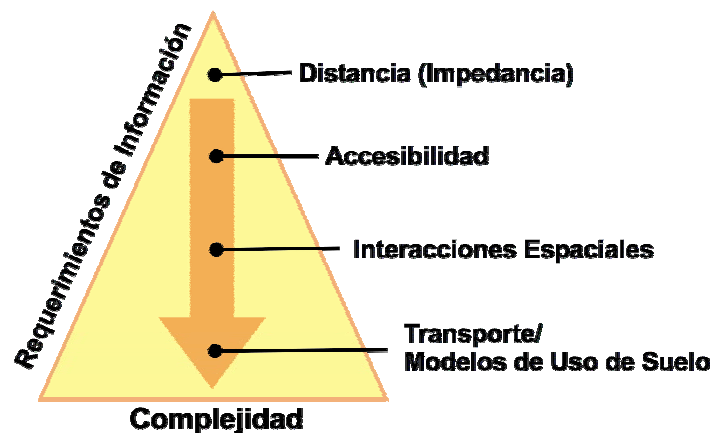 Requerimientos de Información
Distancia (Impedancia)
Accesibilidad
Interacciones Espaciales
Transporte/
Modelos de Uso de Suelo
Complejidad